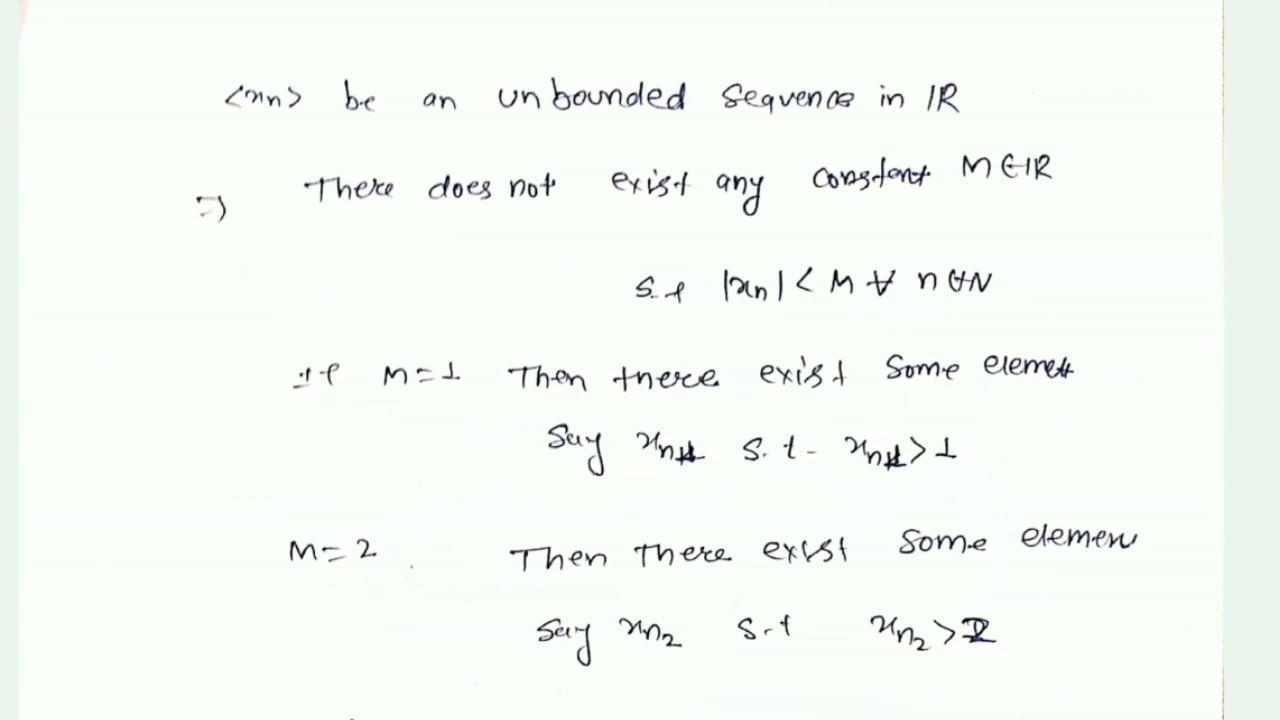 <xn> be an unbounded sequence in IR
=> There does not exist any constant M∈IR
s.t |xn| < M ∀ n∈N
if M=1 Then there exist some elemet
Say xn1 s.t. xn1>1
M=2 Then there exist some elemen
Say xn2 s.t xn2>2